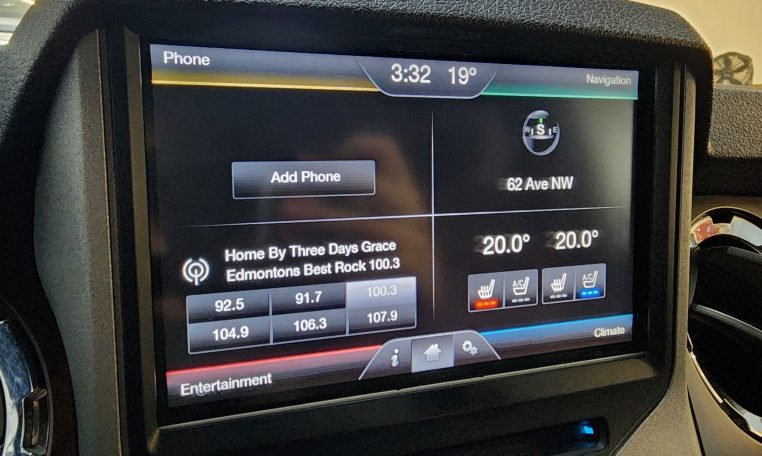 Phone
3:32 19°
Navigation
Add Phone
W S E
62 Ave NW
Home By Three Days Grace
Edmontons Best Rock 100.3
92.5 91.7 100.3
104.9 106.3 107.9
20.0° 20.0°
A/C A/C
Entertainment
i
Climate